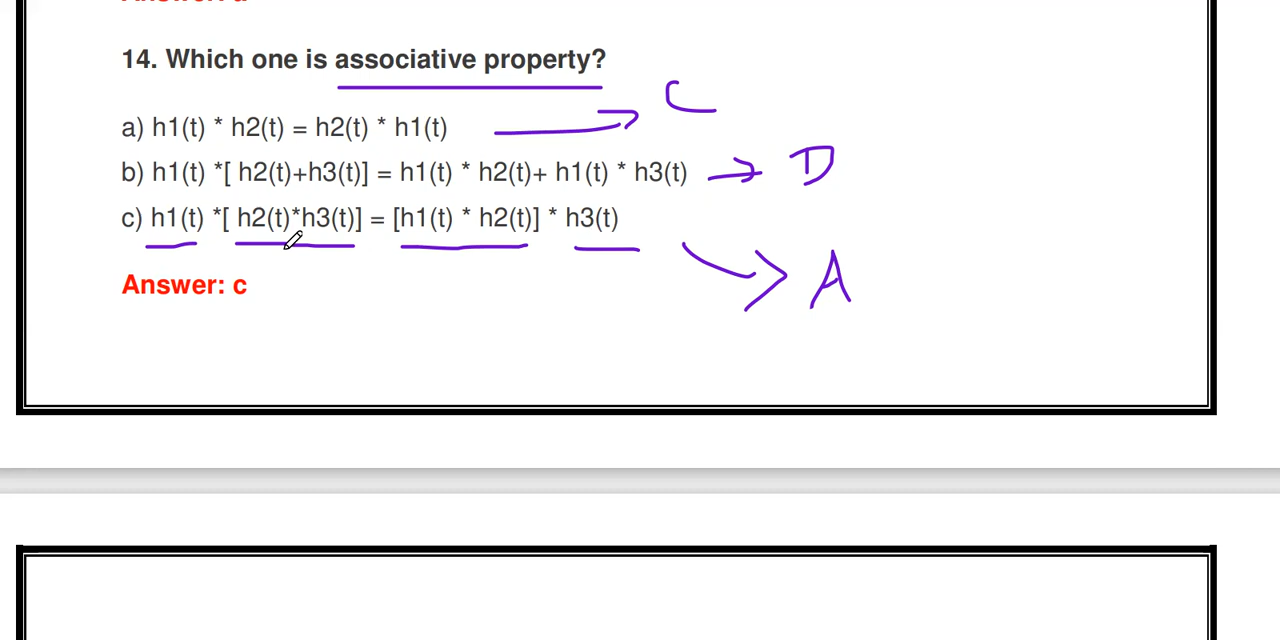 14. Which one is associative property?
a) h1(t) * h2(t) = h2(t) * h1(t) C
b) h1(t) *[ h2(t)+h3(t)] = h1(t) * h2(t)+ h1(t) * h3(t) D
c) h1(t) *[ h2(t)*h3(t)] = [h1(t) * h2(t)] * h3(t)
A
Answer: c